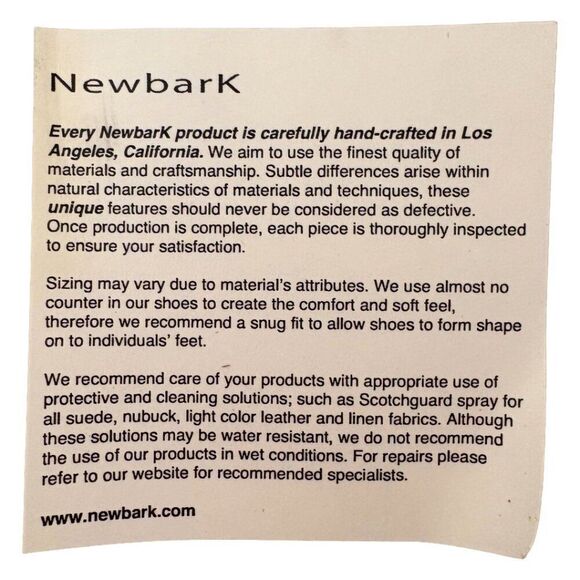 NewbarK
Every NewbarK product is carefully hand-crafted in Los
Angeles, California. We aim to use the finest quality of
materials and craftsmanship. Subtle differences arise within
natural characteristics of materials and techniques, these
unique features should never be considered as defective.
Once production is complete, each piece is thoroughly inspected
to ensure your satisfaction.
Sizing may vary due to material's attributes. We use almost no
counter in our shoes to create the comfort and soft feel,
therefore we recommend a snug fit to allow shoes to form shape
on to individuals' feet.
We recommend care of your products with appropriate use of
protective and cleaning solutions; such as Scotchguard spray for
all suede, nubuck, light color leather and linen fabrics. Although
these solutions may be water resistant, we do not recommend
the use of our products in wet conditions. For repairs please
refer to our website for recommended specialists.
www.newbark.com